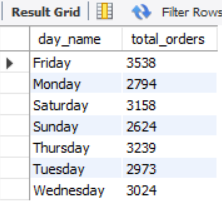 Result Grid Filter Rows
day_name total_orders
Friday 3538
Monday 2794
Saturday 3158
Sunday 2624
Thursday 3239
Tuesday 2973
Wednesday 3024